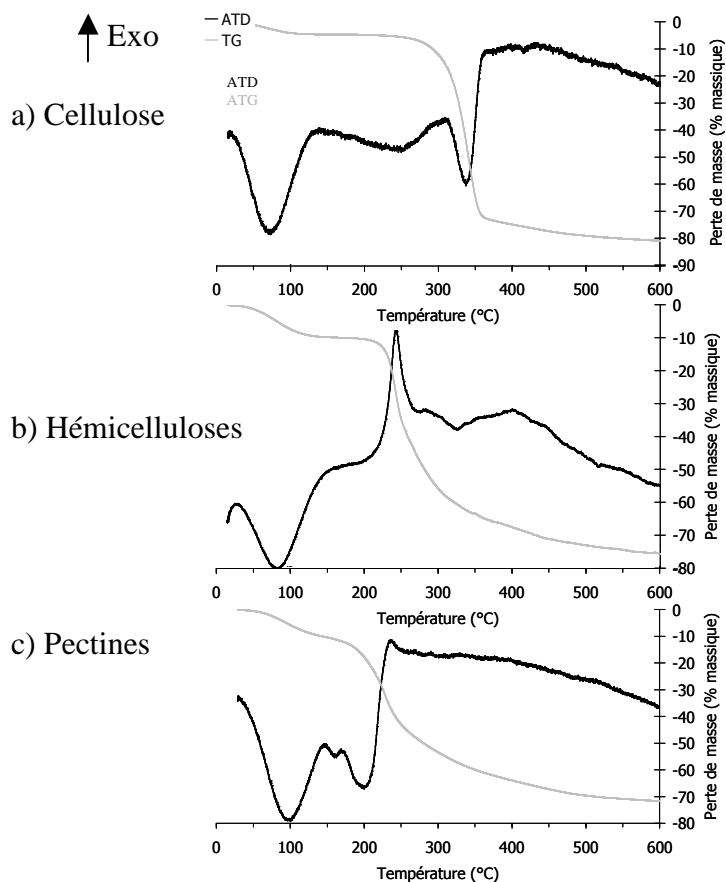 Exo
ATD
TG
ATD
ATG
a) Cellulose
0
-10
-20
-30
-40
-50
-60
-70
-80
-90
Perte de masse (% massique)
0 100 200 300 400 500 600
Température (°C)
b) Hémicelluloses
0
-10
-20
-30
-40
-50
-60
-70
-80
Perte de masse (% massique)
0 100 200 300 400 500 600
Température (°C)
c) Pectines
0
-10
-20
-30
-40
-50
-60
-70
-80
Perte de masse (% massique)
0 100 200 300 400 500 600
Température (°C)